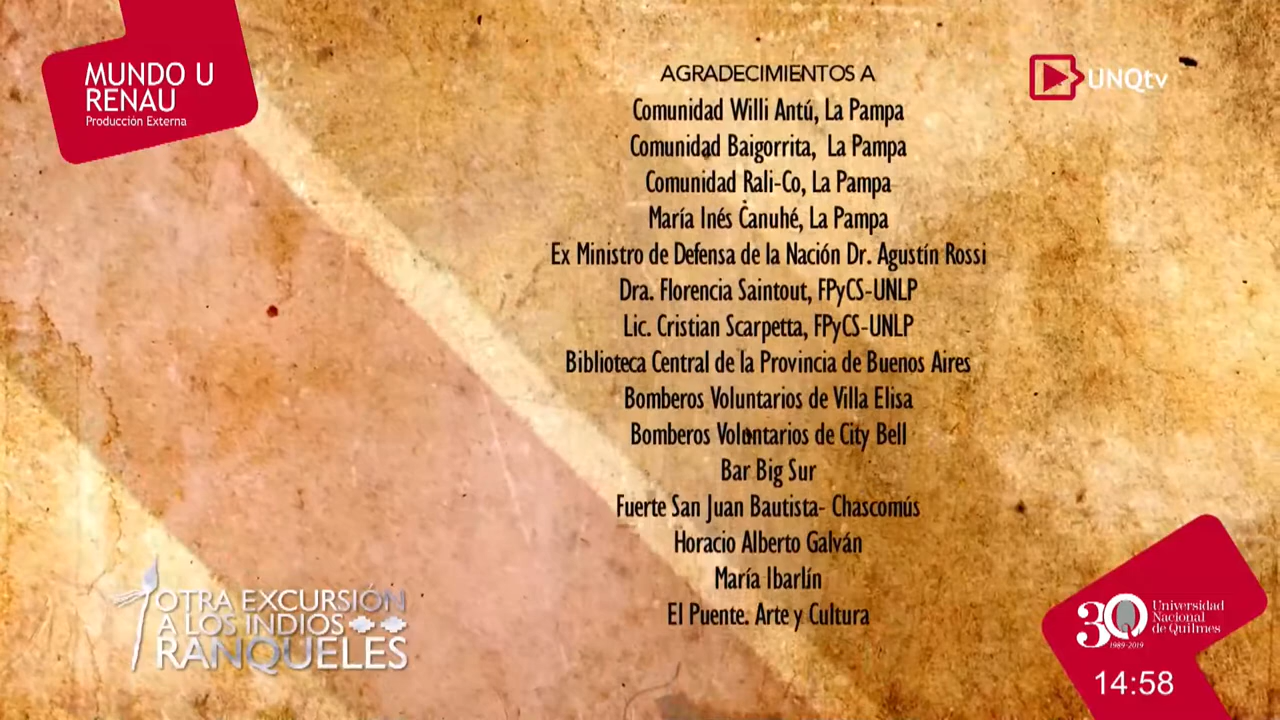 MUNDO U
RENAU
Producción Externa
UNQtv
AGRADECIMIENTOS A
Comunidad Willi Antú, La Pampa
Comunidad Baigorrita, La Pampa
Comunidad Rali-Co, La Pampa
María Inés Canuhé, La Pampa
Ex Ministro de Defensa de la Nación Dr. Agustín Rossi
Dra. Florencia Saintout, FPyCS-UNLP
Lic. Cristian Scarpetta, FPyCS-UNLP
Biblioteca Central de la Provincia de Buenos Aires
Bomberos Voluntarios de Villa Elisa
Bomberos Voluntarios de City Bell
Bar Big Sur
Fuerte San Juan Bautista- Chascomús
Horacio Alberto Galván
María Ibarlín
El Puente. Arte y Cultura
OTRA EXCURSIÓN
A LOS INDIOS
RANQUELES
30
1989-2019
Universidad
Nacional
de Quilmes
14:58